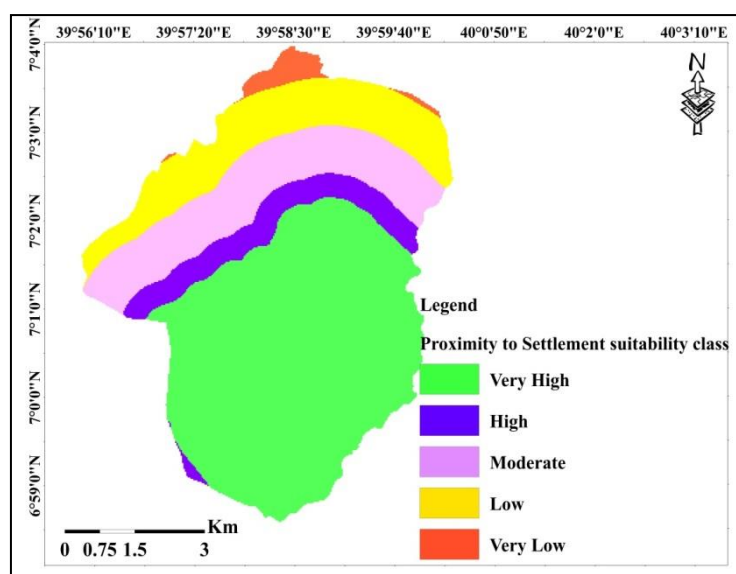 39°56'10"E 39°57'20"E 39°58'30"E 39°59'40"E 40°0'50"E 40°2'0"E 40°3'10"E
7°4'0"N
7°3'0"N
7°2'0"N
7°1'0"N
7°0'0"N
6°59'0"N
N
Legend
Proximity to Settlement suitability class
Very High
High
Moderate
Low
Very Low
Km
0 0.75 1.5 3